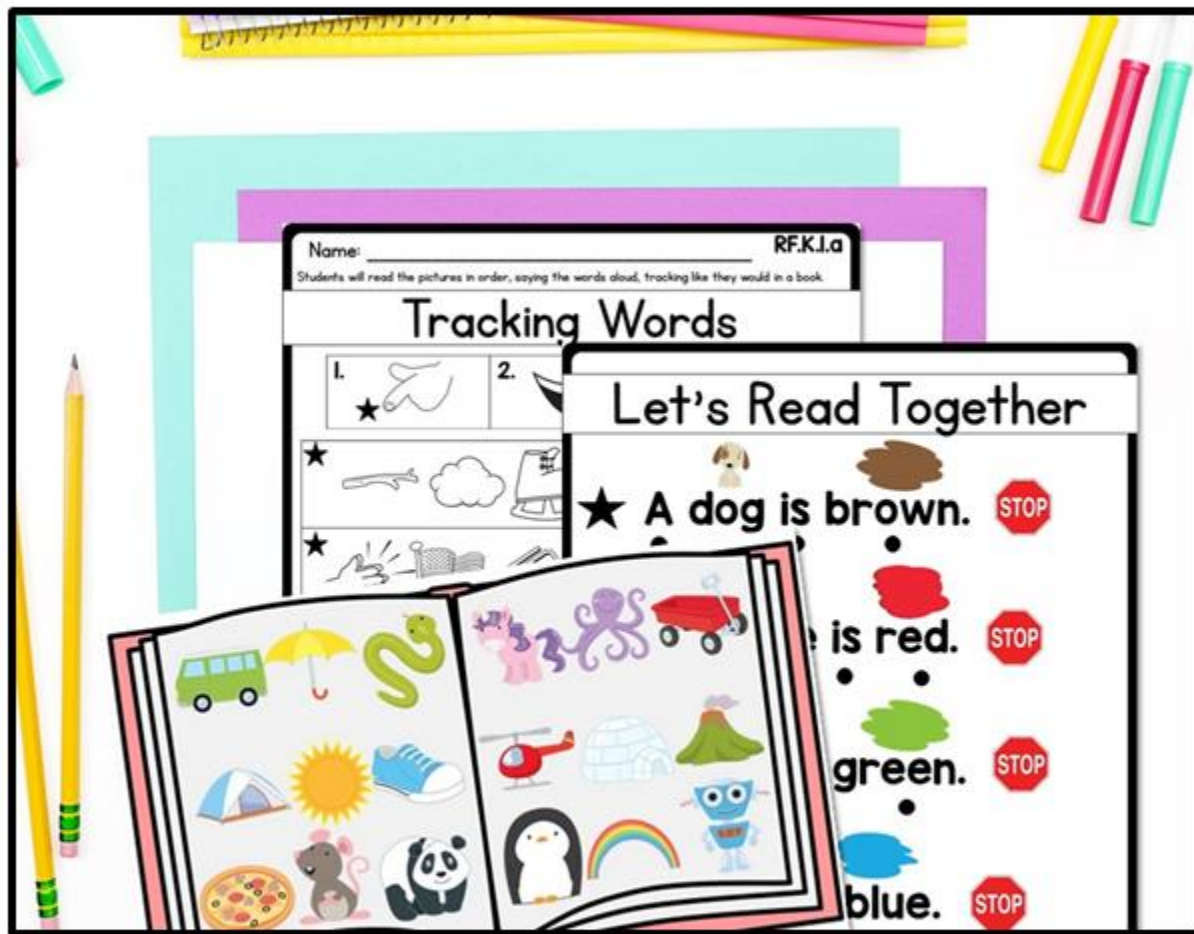 Name:
RF.K.1.a
Students will read the pictures in order, saying the words aloud, tracking like they would in a book.
Tracking Words
1.
2.
Let's Read Together
A dog is brown.
STOP
is red.
STOP
green.
STOP
blue.
STOP